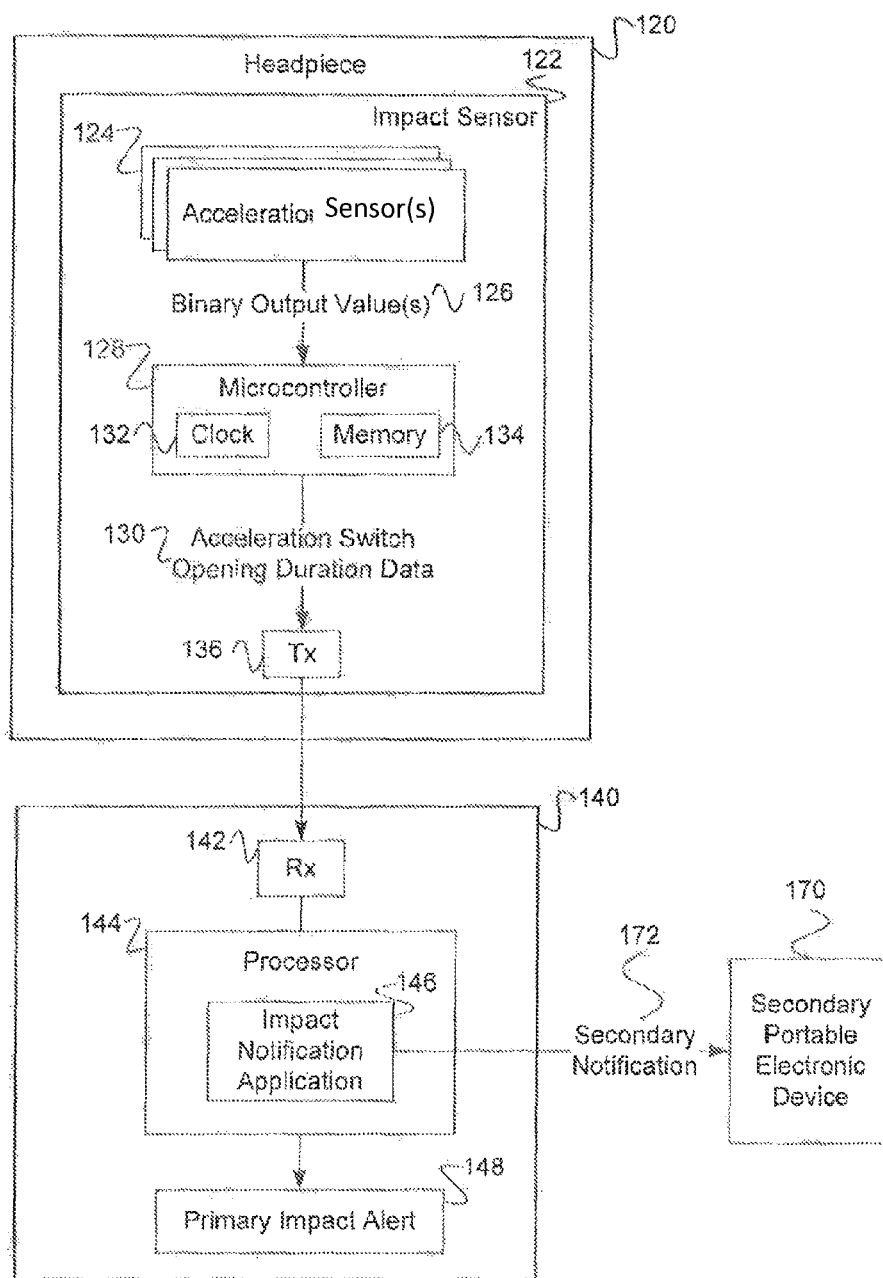 120
Headpiece
122
Impact Sensor
124
Acceleration Sensor(s)
Binary Output Value(s)
126
128
Microcontroller
132
Clock
Memory
134
130
Acceleration Switch
Opening Duration Data
136
Tx
140
142
Rx
144
Processor
146
Impact
Notification
Application
172
Secondary
Notification
170
Secondary
Portable
Electronic
Device
148
Primary Impact Alert